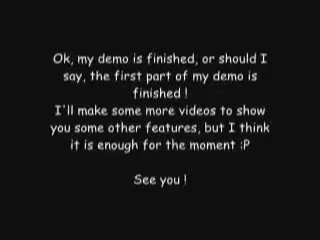 Ok, my demo is finished, or should I
say, the first part of my demo is
finished !
I'll make some more videos to show
you some other features, but I think
it is enough for the moment :P
See you !